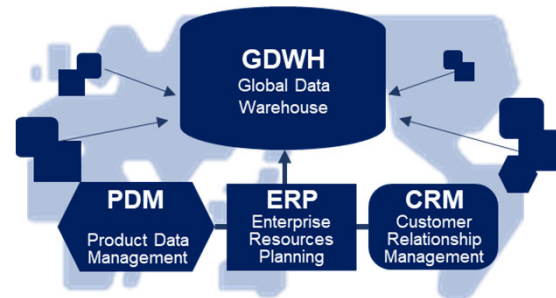 GDWH
Global Data
Warehouse
PDM
Product Data
Management
ERP
Enterprise
Resources
Planning
CRM
Customer
Relationship
Management